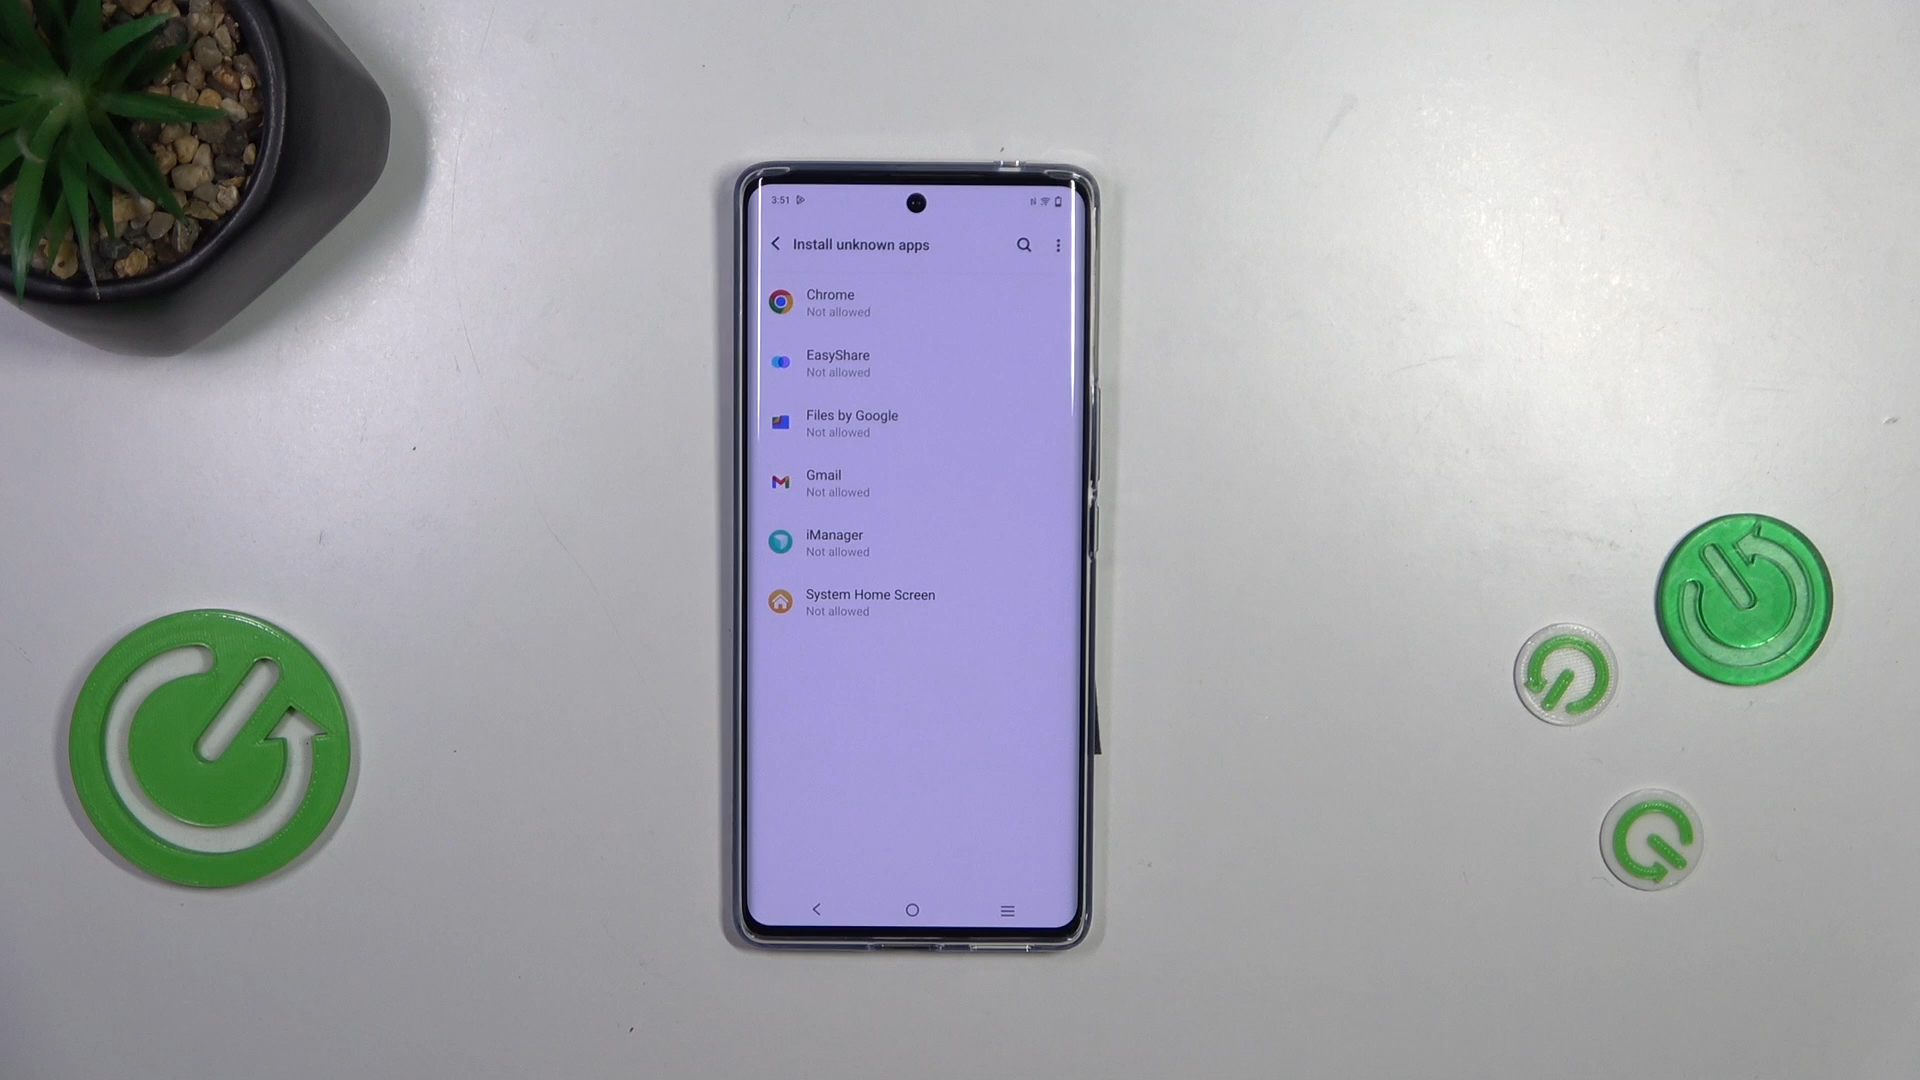 3:51
Install unknown apps
Chrome
Not allowed
EasyShare
Not allowed
Files by Google
Not allowed
Gmail
Not allowed
iManager
Not allowed
System Home Screen
Not allowed